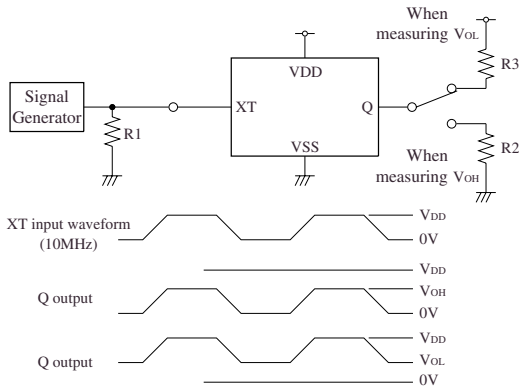 When
measuring VOL
R3
VDD
Signal
Generator
XT
Q
R1
VSS
When
measuring VOH
R2
XT input waveform
(10MHz)
VDD
0V
VDD
Q output
VOH
0V
VDD
Q output
VOL
0V